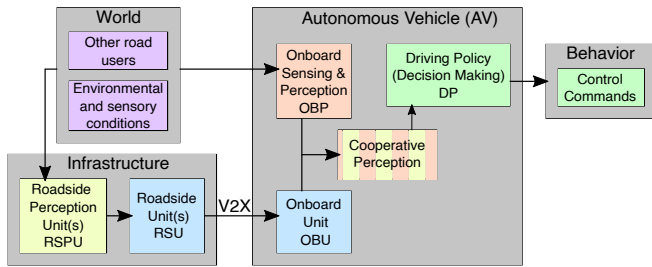 World
Other road
users
Environmental
and sensory
conditions
Infrastructure
Roadside
Perception
Unit(s)
RSPU
Roadside
Unit(s)
RSU
V2X
Autonomous Vehicle (AV)
Onboard
Sensing &
Perception
OBP
Driving Policy
(Decision Making)
DP
Cooperative
Perception
Onboard
Unit
OBU
Behavior
Control
Commands